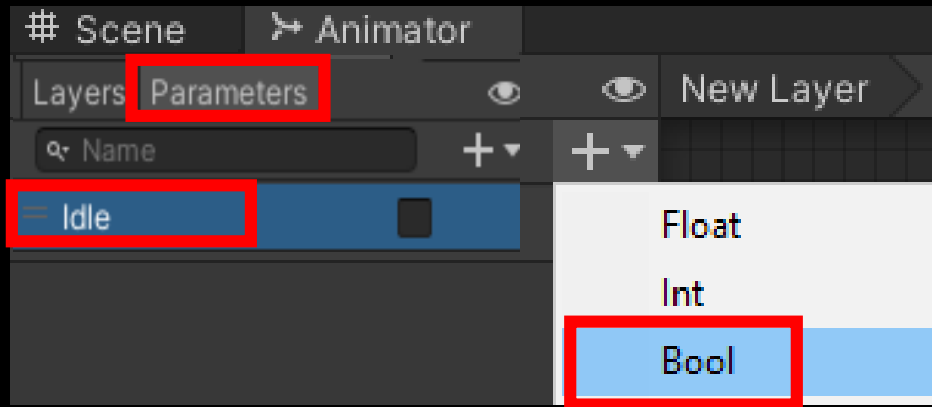 Scene Animator
Layers Parameters New Layer
Name
Idle
Float
Int
Bool